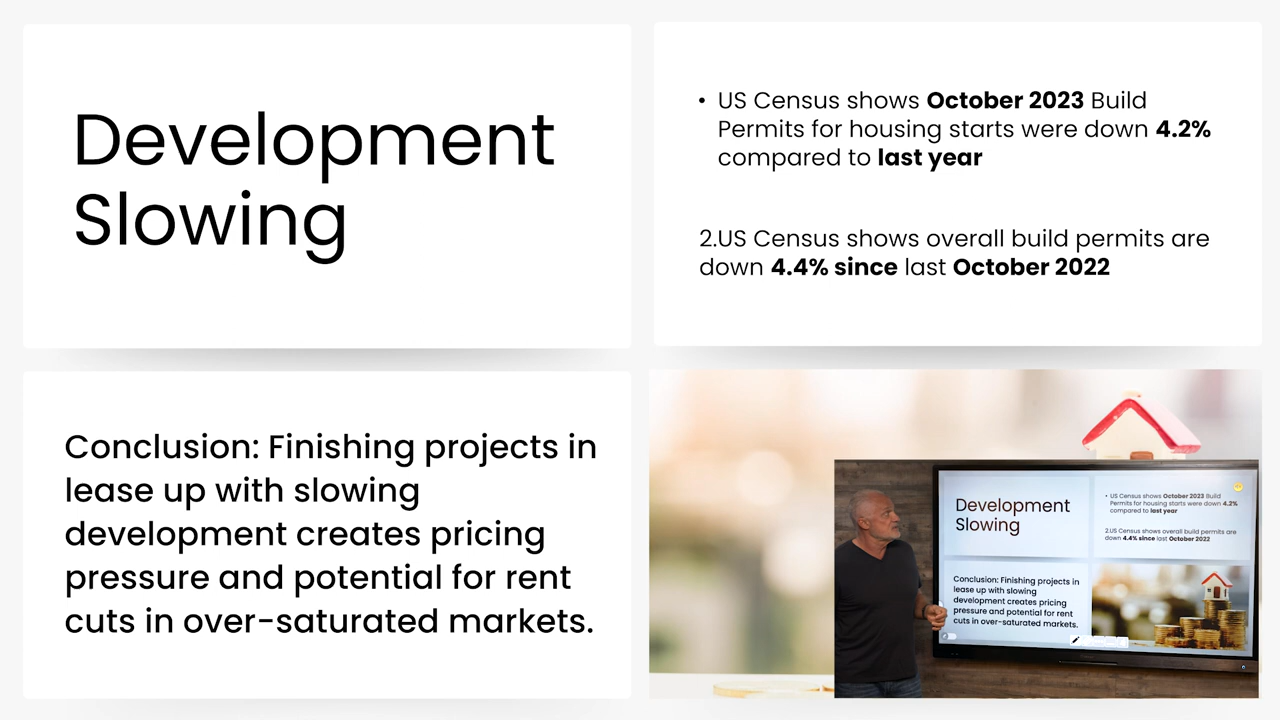 Development
Slowing
• US Census shows October 2023 Build
Permits for housing starts were down 4.2%
compared to last year
2.US Census shows overall build permits are
down 4.4% since last October 2022
Conclusion: Finishing projects in
lease up with slowing
development creates pricing
pressure and potential for rent
cuts in over-saturated markets.
Development
Slowing
• US Census shows October 2023 Build
Permits for housing starts were down 4.2%
compared to last year
2.US Census shows overall build permits are
down 4.4% since last October 2022
Conclusion: Finishing projects in
lease up with slowing
development creates pricing
pressure and potential for rent
cuts in over-saturated markets.